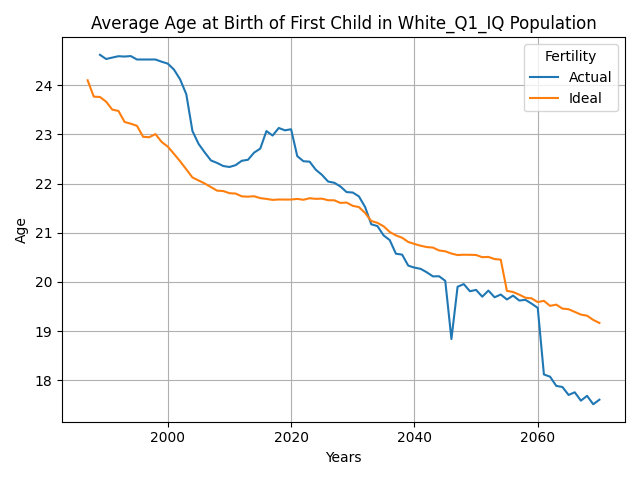 Average Age at Birth of First Child in White_Q1_IQ Population
Fertility
Actual
Ideal
Age
24
23
22
21
20
19
18
2000
2020
2040
2060
Years